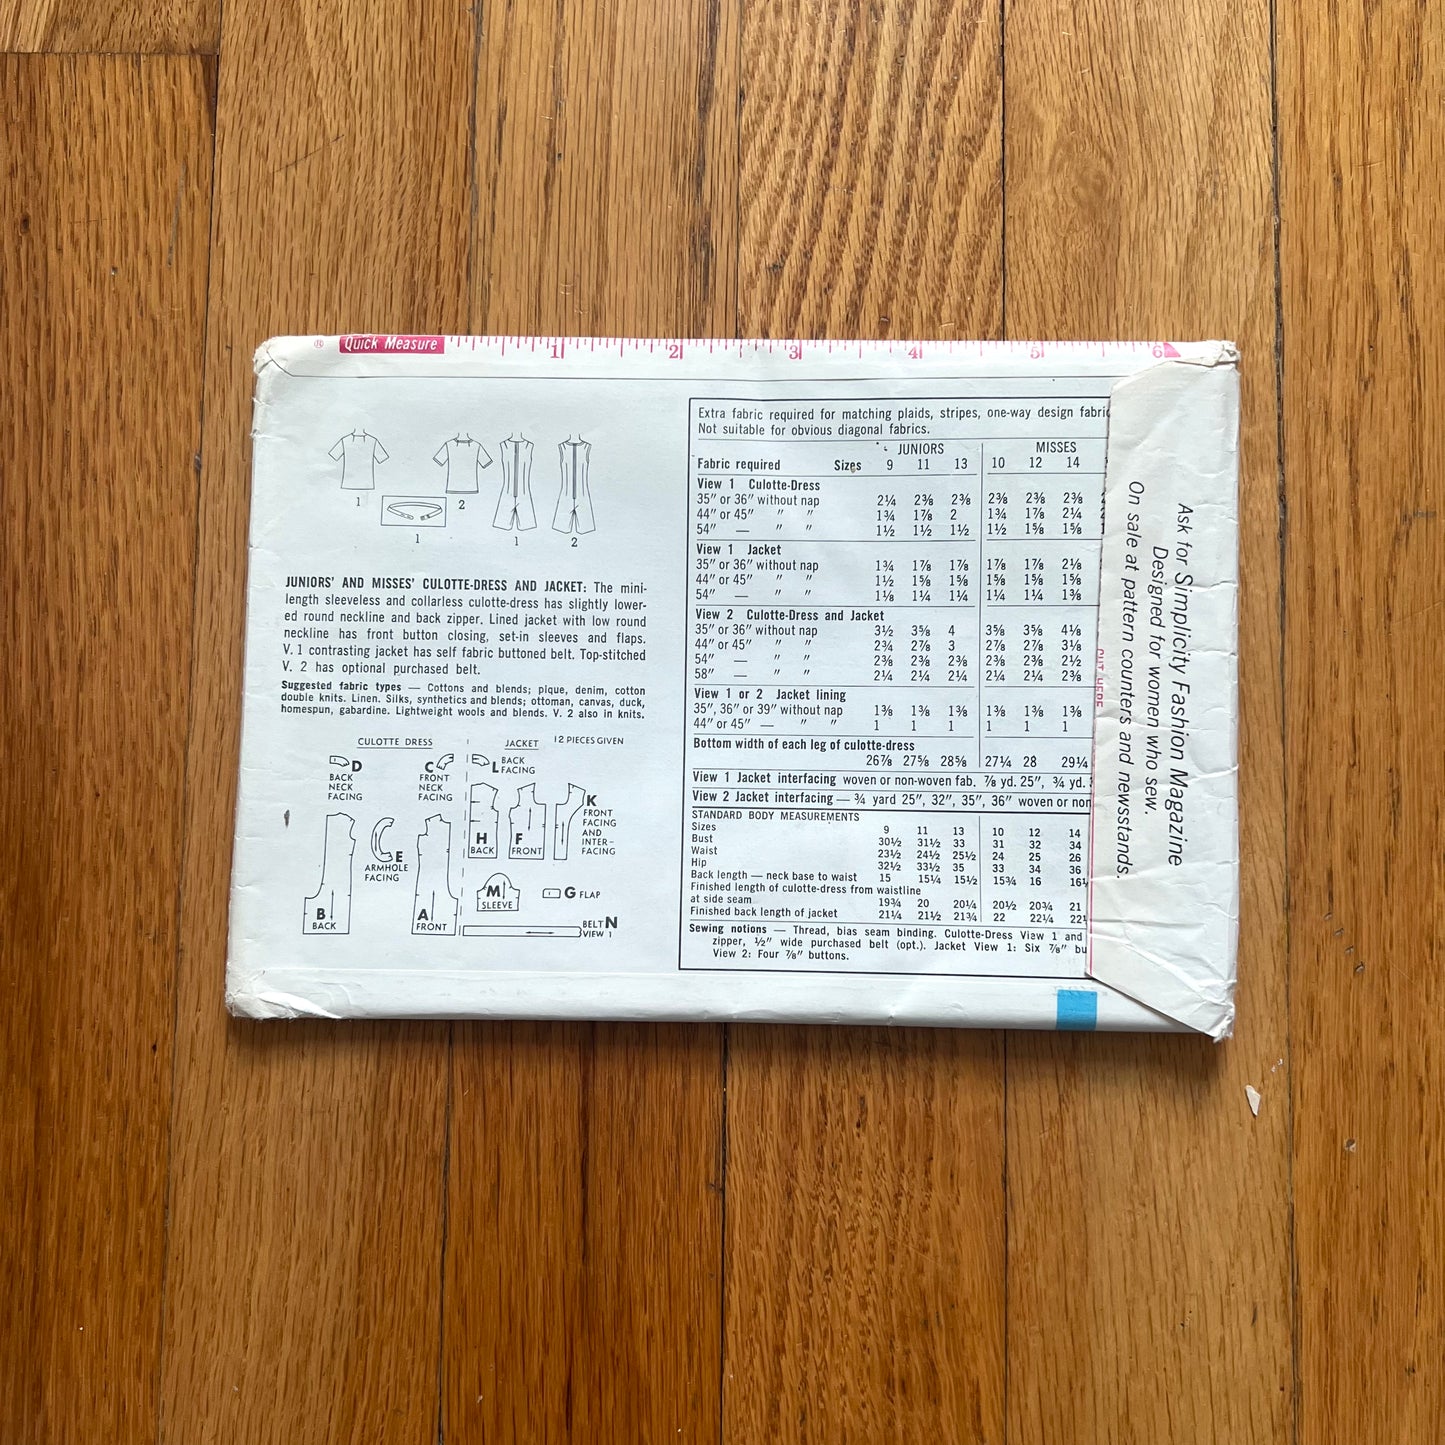 Quick Measure 1 2 3 4 5 6
1 2 1 2
1
JUNIORS' AND MISSES' CULOTTE-DRESS AND JACKET: The mini-
length sleeveless and collarless culotte-dress has slightly lower-
ed round neckline and back zipper. Lined jacket with low round
neckline has front button closing, set-in sleeves and flaps.
V. 1 contrasting jacket has self fabric buttoned belt. Top-stitched
V. 2 has optional purchased belt.
Suggested fabric types — Cottons and blends; pique, denim, cotton
double knits. Linen. Silks, synthetics and blends; ottoman, canvas, duck,
homespun, gabardine. Lightweight wools and blends. V. 2 also in knits.
CULOTTE DRESS JACKET 12 PIECES GIVEN
D BACK NECK FACING
C FRONT NECK FACING
L BACK FACING
K FRONT FACING AND INTER-FACING
H BACK
F FRONT
E ARMHOLE FACING
M SLEEVE
G FLAP
B BACK
A FRONT
BELT N VIEW 1
Extra fabric required for matching plaids, stripes, one-way design fabric
Not suitable for obvious diagonal fabrics.
JUNIORS MISSES
Fabric required Sizes 9 11 13 10 12 14
View 1 Culotte-Dress
35" or 36" without nap 2¼ 2⅜ 2⅜ 2⅜ 2⅜ 2⅜ 2
44" or 45" " " 1¾ 1⅞ 2 1¾ 1⅞ 2¼ 2
54" — " " 1½ 1½ 1½ 1½ 1⅝ 1⅝ 1
View 1 Jacket
35" or 36" without nap 1¾ 1⅞ 1⅞ 1⅞ 1⅞ 2⅛
44" or 45" " " 1½ 1⅝ 1⅝ 1⅝ 1⅝ 1⅝
54" — " " 1⅛ 1¼ 1¼ 1¼ 1¼ 1⅜
View 2 Culotte-Dress and Jacket
35" or 36" without nap 3½ 3⅝ 4 3⅝ 3⅝ 4⅛
44" or 45" " " 2¾ 2⅞ 3 2⅞ 2⅞ 3⅛
54" — " " 2⅜ 2⅜ 2⅜ 2⅜ 2⅜ 2½
58" — " " 2¼ 2¼ 2¼ 2¼ 2¼ 2⅜
View 1 or 2 Jacket lining
35", 36" or 39" without nap 1⅜ 1⅜ 1⅜ 1⅜ 1⅜ 1⅜
44" or 45" — " " 1 1 1 1 1 1
Bottom width of each leg of culotte-dress
26⅞ 27⅝ 28⅝ 27¼ 28 29¼
View 1 Jacket interfacing woven or non-woven fab. ⅞ yd. 25", ¾ yd.
View 2 Jacket interfacing — ¾ yard 25", 32", 35", 36" woven or non
STANDARD BODY MEASUREMENTS
Sizes 9 11 13 10 12 14
Bust 30½ 31½ 33 31 32 34
Waist 23½ 24½ 25½ 24 25 26
Hip 32½ 33½ 35 33 34 36
Back length — neck base to waist 15 15¼ 15½ 15¾ 16 16
Finished length of culotte-dress from waistline
at side seam 19¾ 20 20¼ 20½ 20¾ 21
Finished back length of jacket 21¼ 21½ 21¾ 22 22¼ 22
Sewing notions — Thread, bias seam binding. Culotte-Dress View 1 and
zipper, ½" wide purchased belt (opt.). Jacket View 1: Six ⅞" bu
View 2: Four ⅞" buttons.
CUT HERE
Ask for Simplicity Fashion Magazine
Designed for women who sew.
On sale at pattern counters and newsstands.